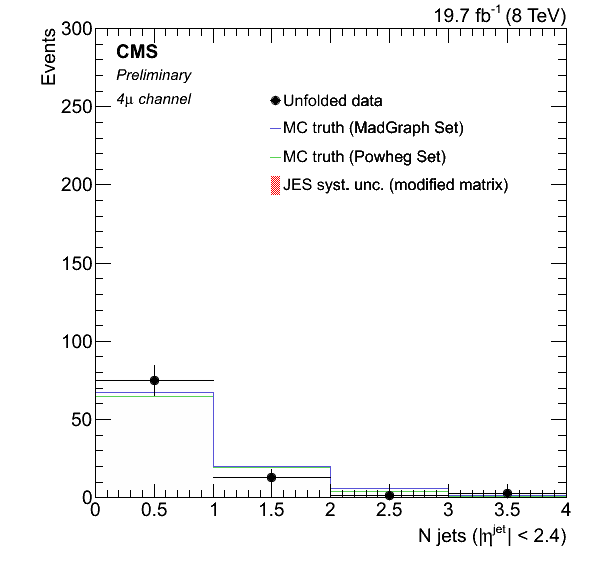 19.7 fb⁻¹ (8 TeV)
Events
CMS
Preliminary
4μ channel
Unfolded data
MC truth (MadGraph Set)
MC truth (Powheg Set)
JES syst. unc. (modified matrix)
300
250
200
150
100
50
0
0 0.5 1 1.5 2 2.5 3 3.5 4
N jets (|η^jet| < 2.4)